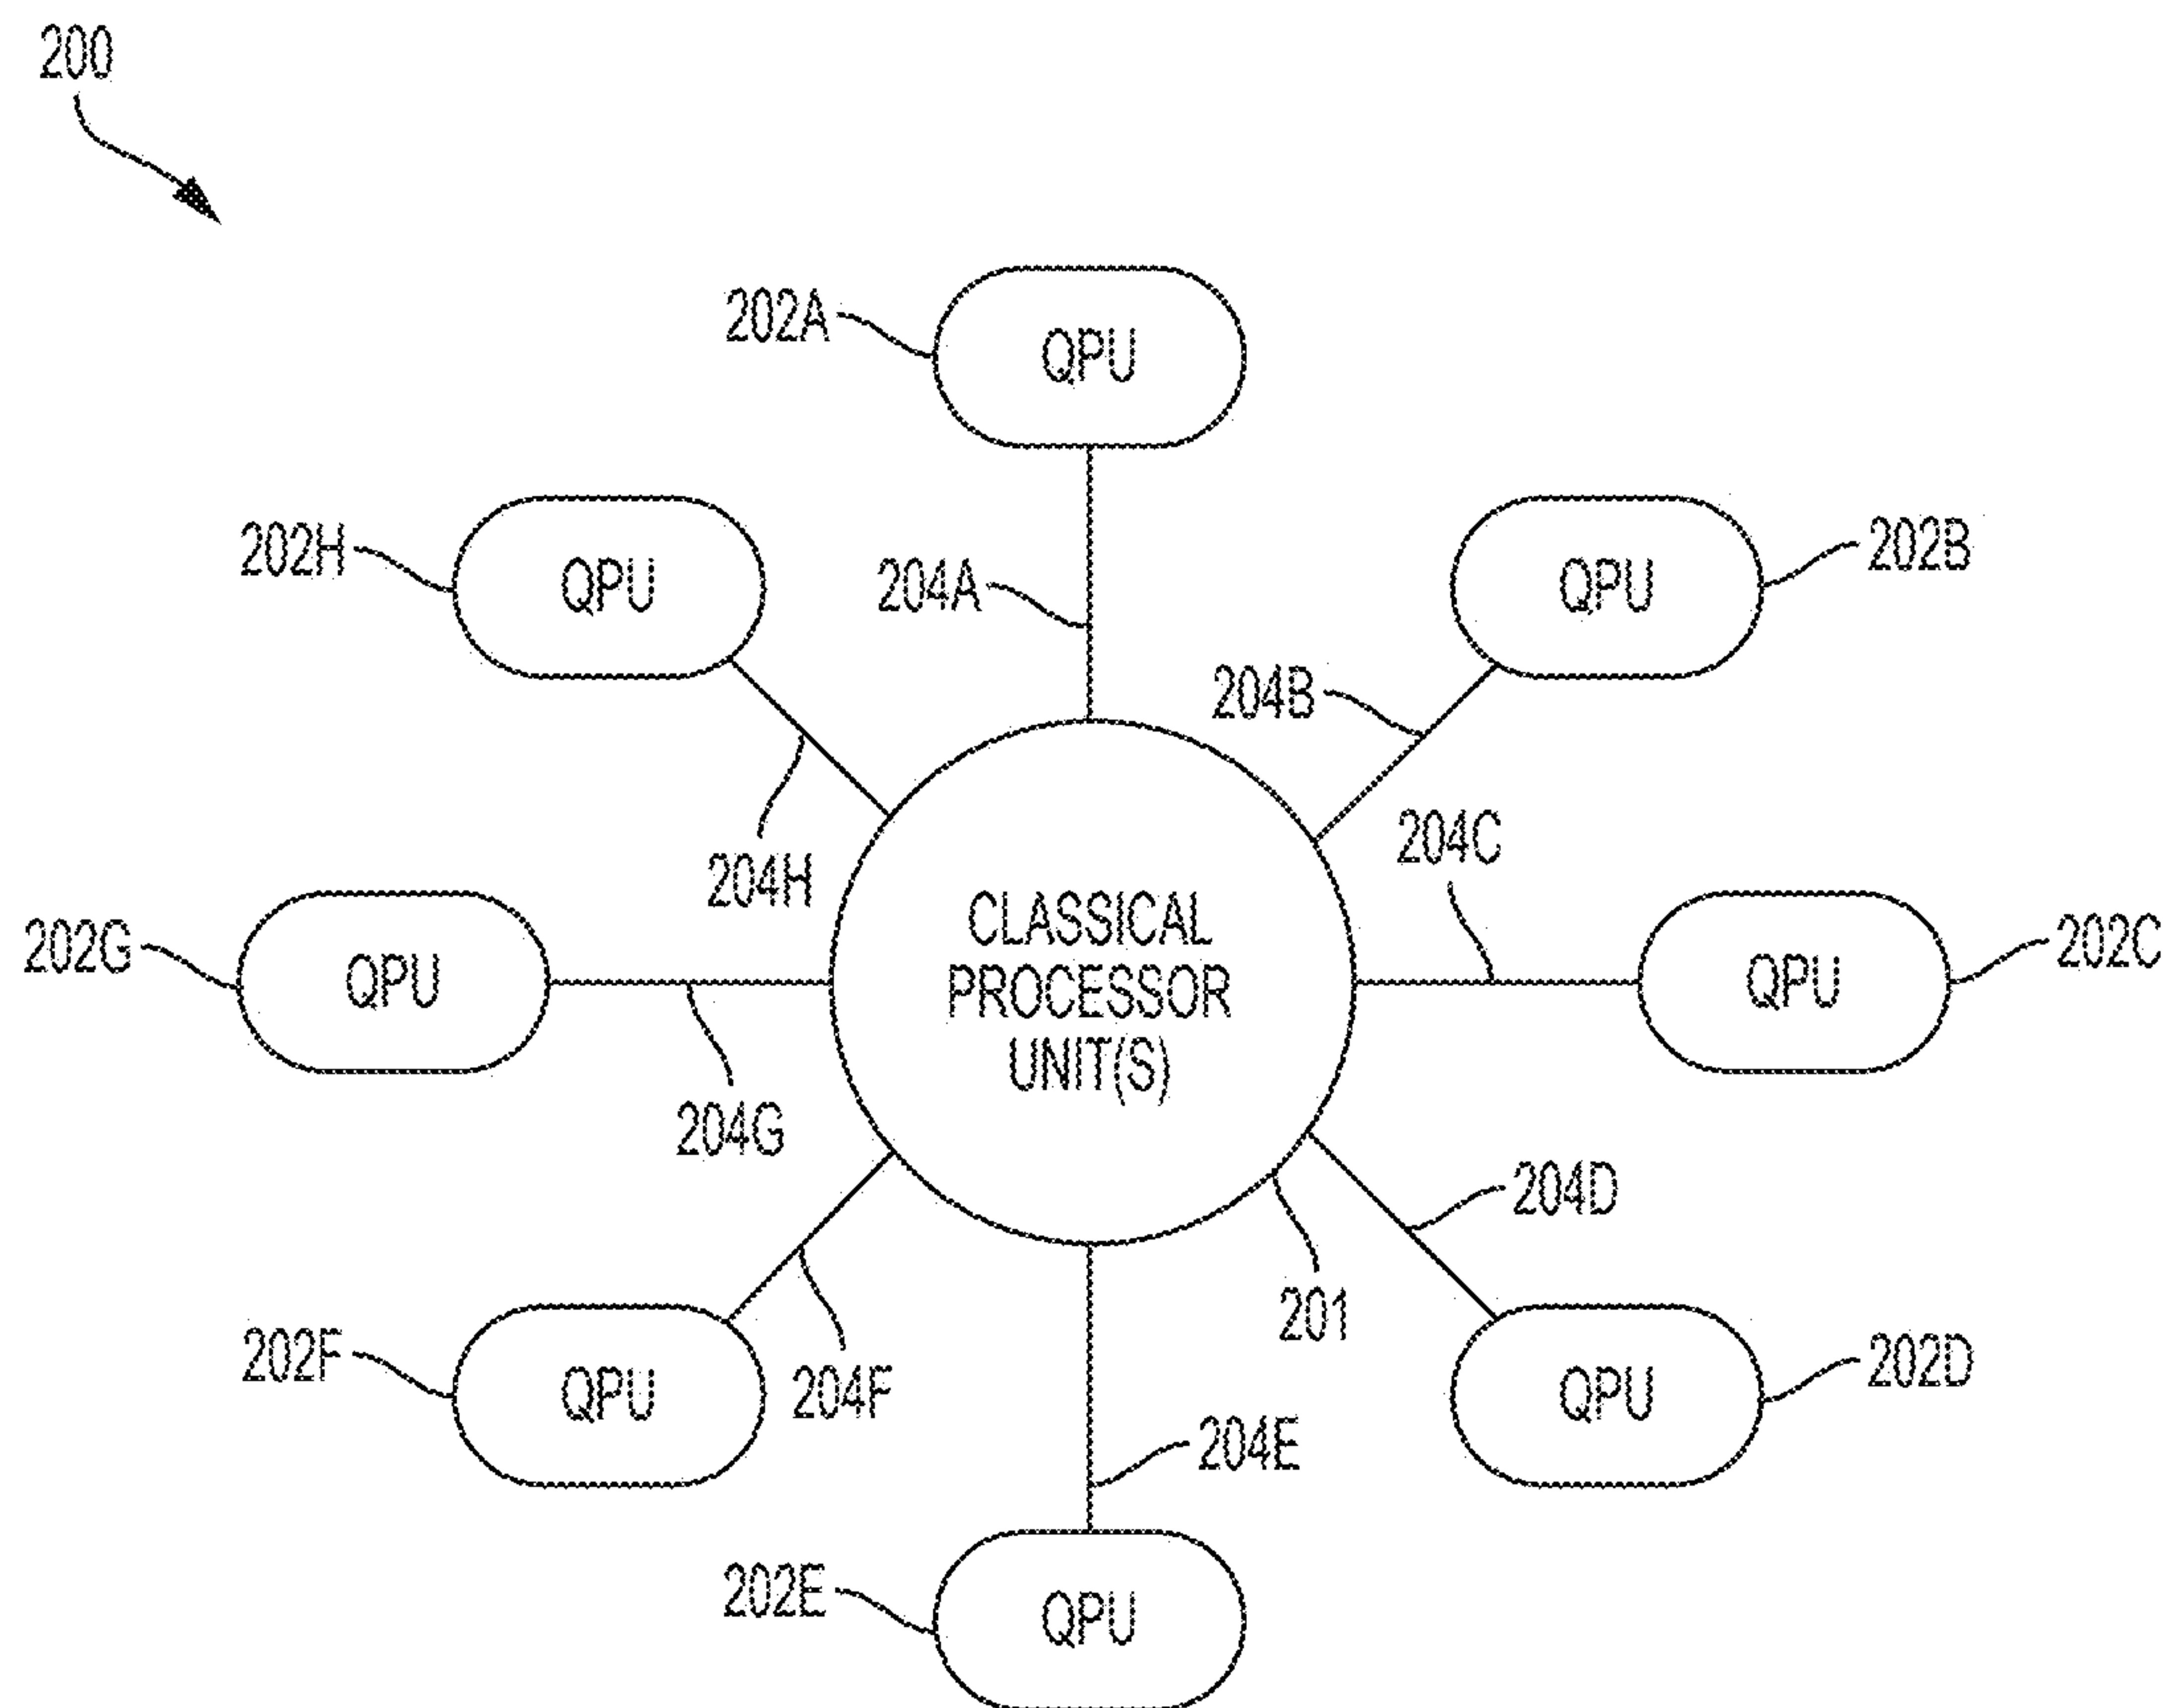 200
202A
QPU
202H
QPU
204A
QPU
202B
204B
204C
204H
202G
QPU
CLASSICAL
PROCESSOR
UNIT(S)
QPU
202C
204G
204D
201
202F
QPU
204F
QPU
202D
204E
202E
QPU